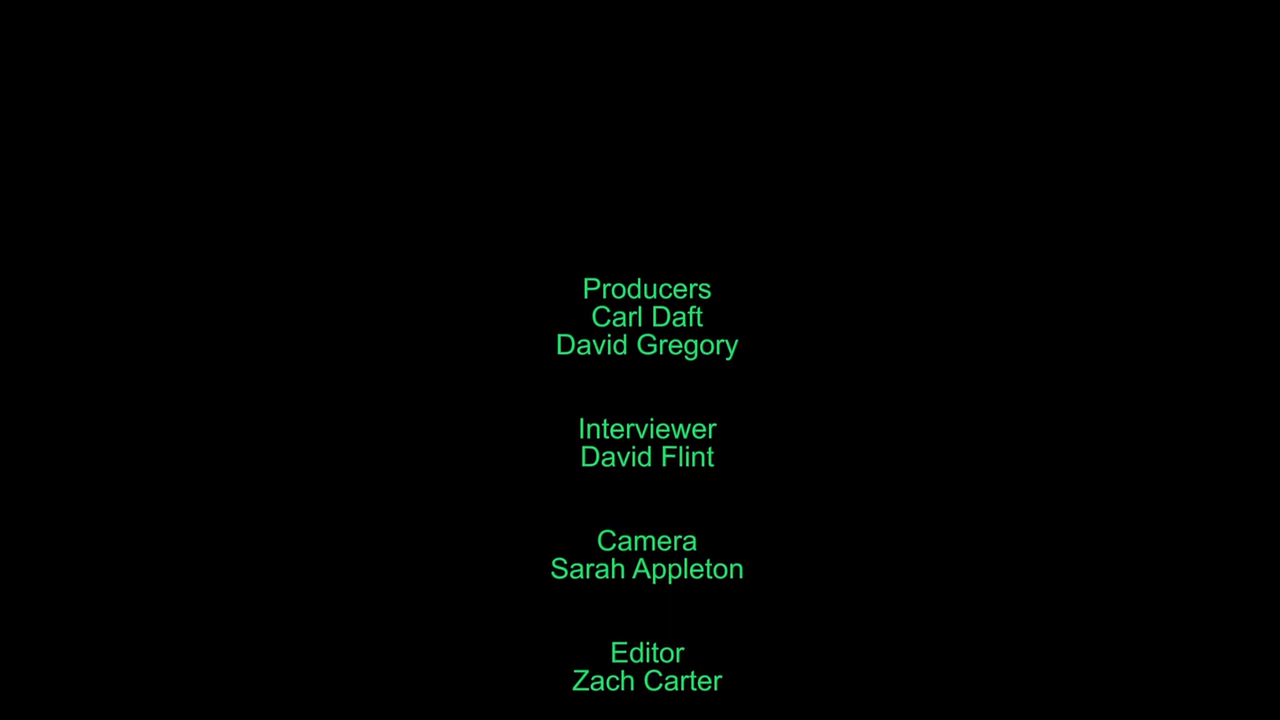 Producers
Carl Daft
David Gregory
Interviewer
David Flint
Camera
Sarah Appleton
Editor
Zach Carter